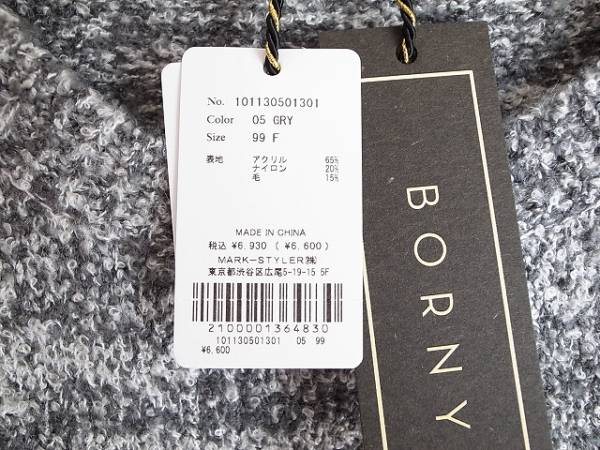 No. 101130501301
Color 05 GRY
Size 99 F
表地 アクリル 65%
ナイロン 20%
毛 15%
MADE IN CHINA
税込 ¥6,930 ( ¥6,600)
MARK-STYLER㈱
東京都渋谷区広尾5-19-15 5F
2100001364830
101130501301 05 99
¥6,600
BORNY